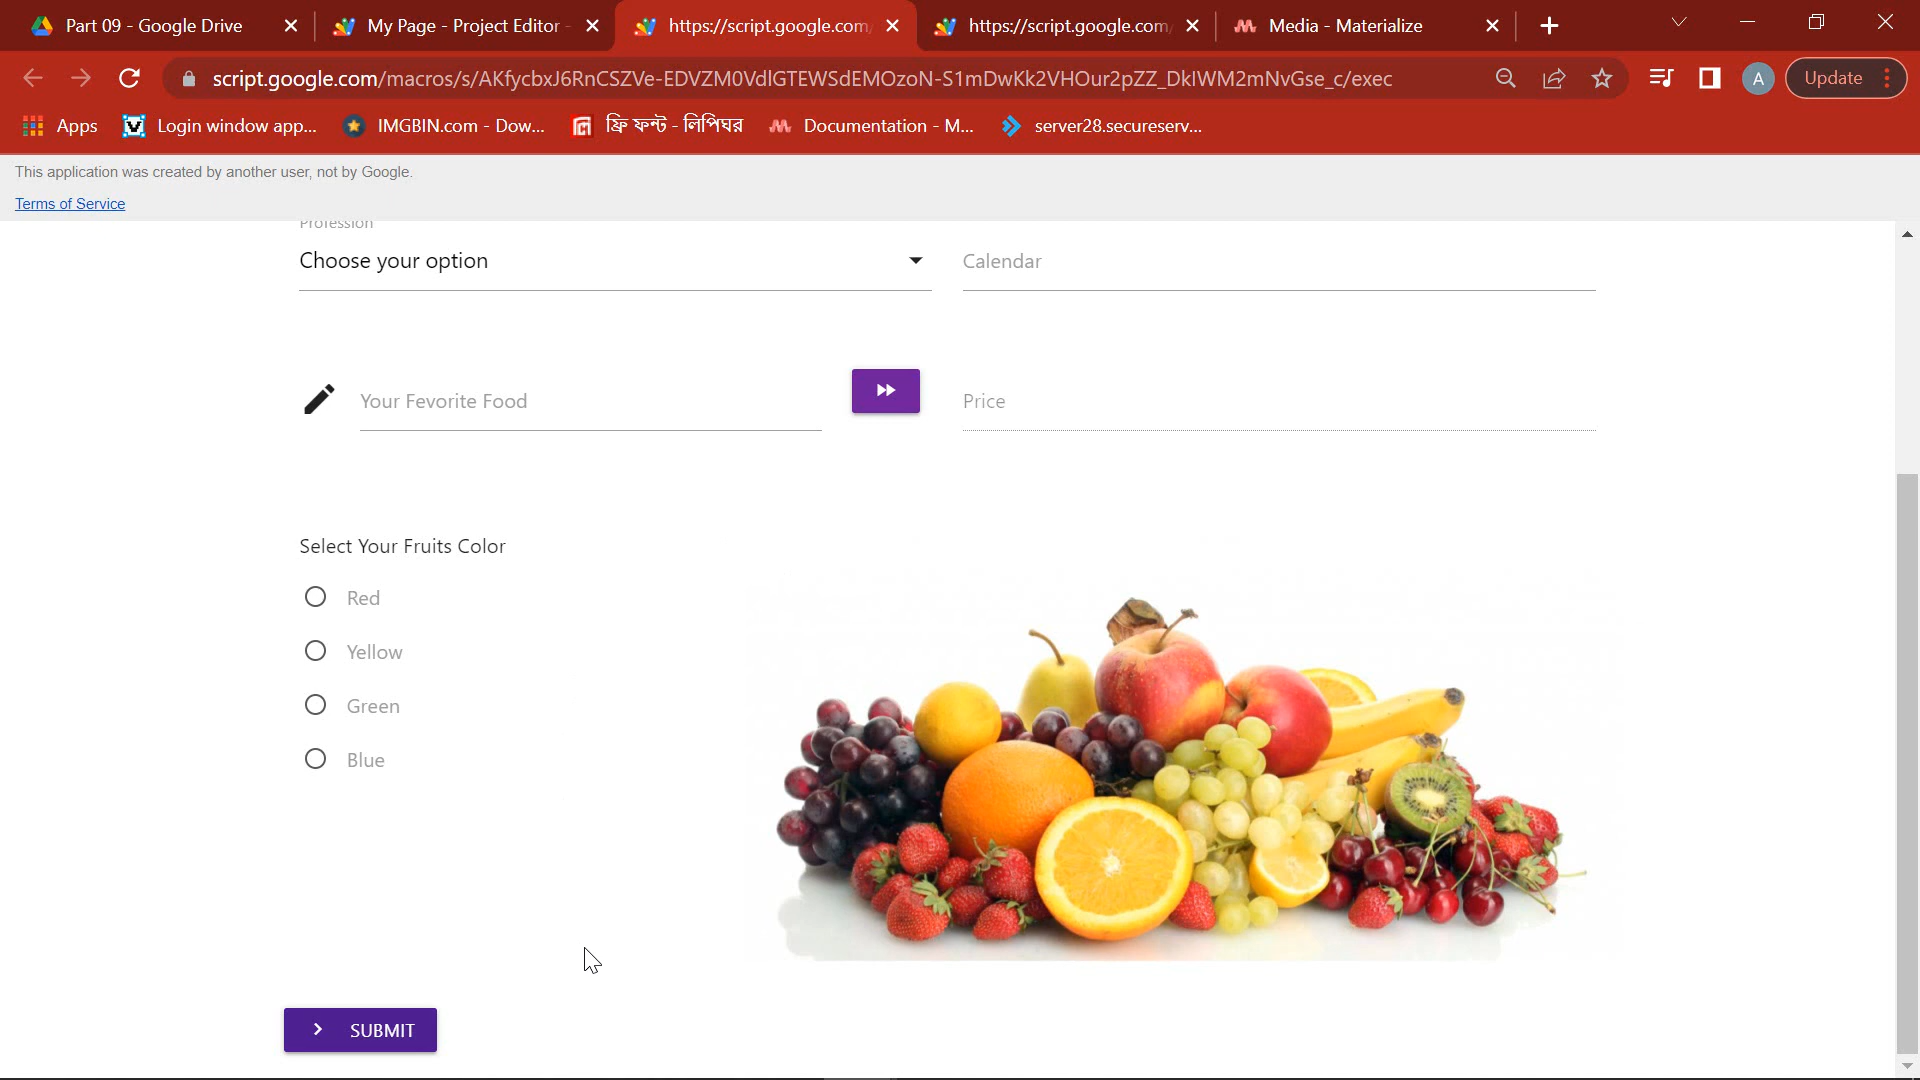 Part 09 - Google Drive
My Page - Project Editor -
https://script.google.com/
https://script.google.com/
Media - Materialize
script.google.com/macros/s/AKfycbxJ6RnCSZVe-EDVZM0VdlGTEWSdEMOzoN-S1mDwKk2VHOur2pZZ_DkIWM2mNvGse_c/exec
A
Update
Apps
Login window app...
IMGBIN.com - Dow...
ফ্রি ফন্ট - লিপিঘর
Documentation - M...
server28.secureserv...
This application was created by another user, not by Google.
Terms of Service
Profession
Choose your option
Calendar
Your Fevorite Food
Price
Select Your Fruits Color
Red
Yellow
Green
Blue
SUBMIT